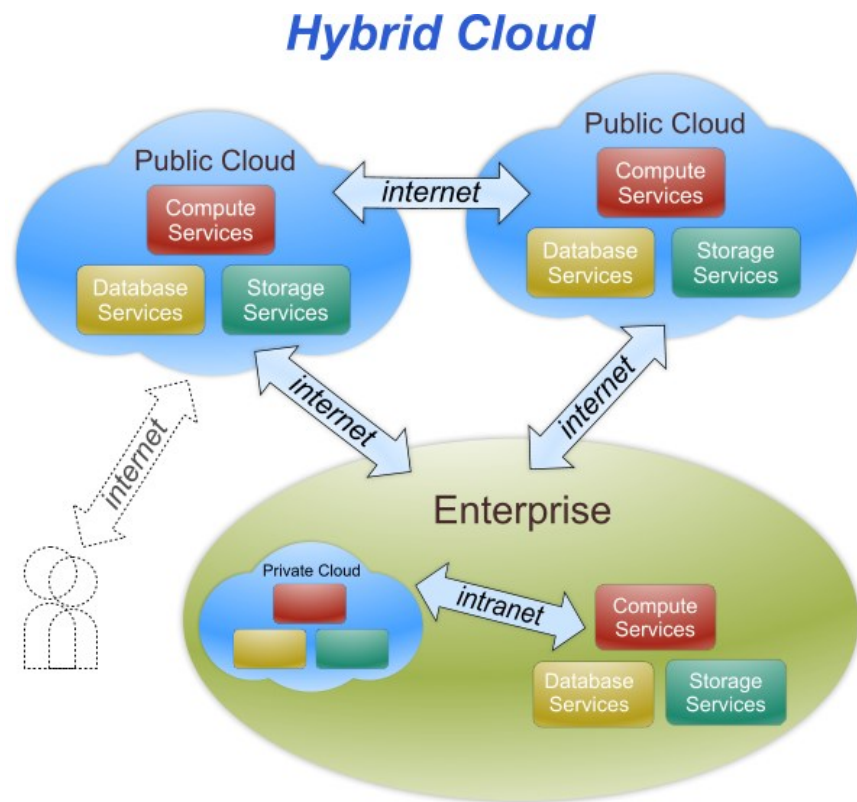 Hybrid Cloud
Public Cloud
Compute
Services
Database
Services
Storage
Services
internet
Public Cloud
Compute
Services
Database
Services
Storage
Services
internet
internet
internet
Enterprise
Private Cloud
intranet
Compute
Services
Database
Services
Storage
Services